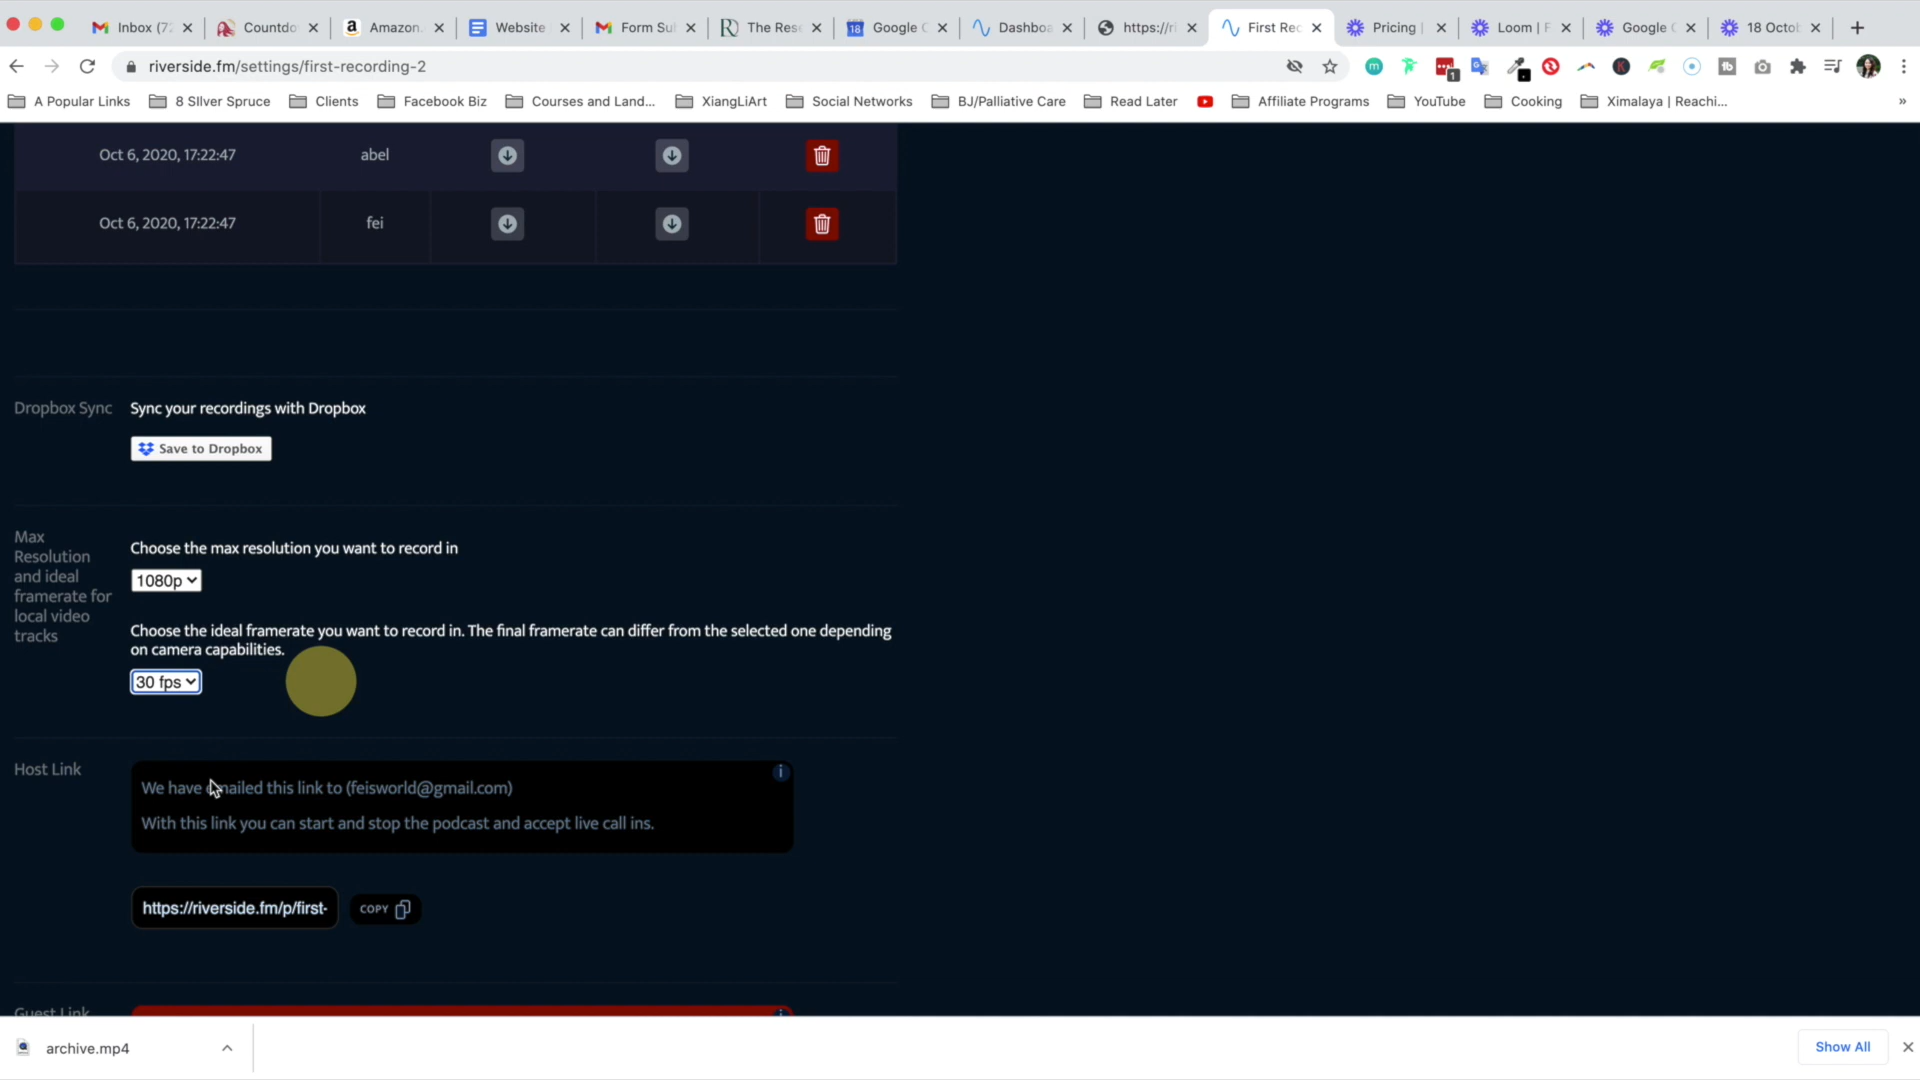 Inbox (72
Countdo
Amazon.
Website
Form Sul
The Rese
Google C
Dashboa
https://ri
First Rec
Pricing |
Loom | F
Google C
18 Octob
riverside.fm/settings/first-recording-2
A Popular Links
8 SIlver Spruce
Clients
Facebook Biz
Courses and Land...
XiangLiArt
Social Networks
BJ/Palliative Care
Read Later
Affiliate Programs
YouTube
Cooking
Ximalaya | Reachi...
»
Oct 6, 2020, 17:22:47 abel
Oct 6, 2020, 17:22:47 fei
Dropbox Sync
Sync your recordings with Dropbox
Save to Dropbox
Max
Resolution
and ideal
framerate for
local video
tracks
Choose the max resolution you want to record in
1080p
Choose the ideal framerate you want to record in. The final framerate can differ from the selected one depending
on camera capabilities.
30 fps
Host Link
We have emailed this link to (feisworld@gmail.com)
With this link you can start and stop the podcast and accept live call ins.
https://riverside.fm/p/first-
COPY
Guest Link
archive.mp4
Show All